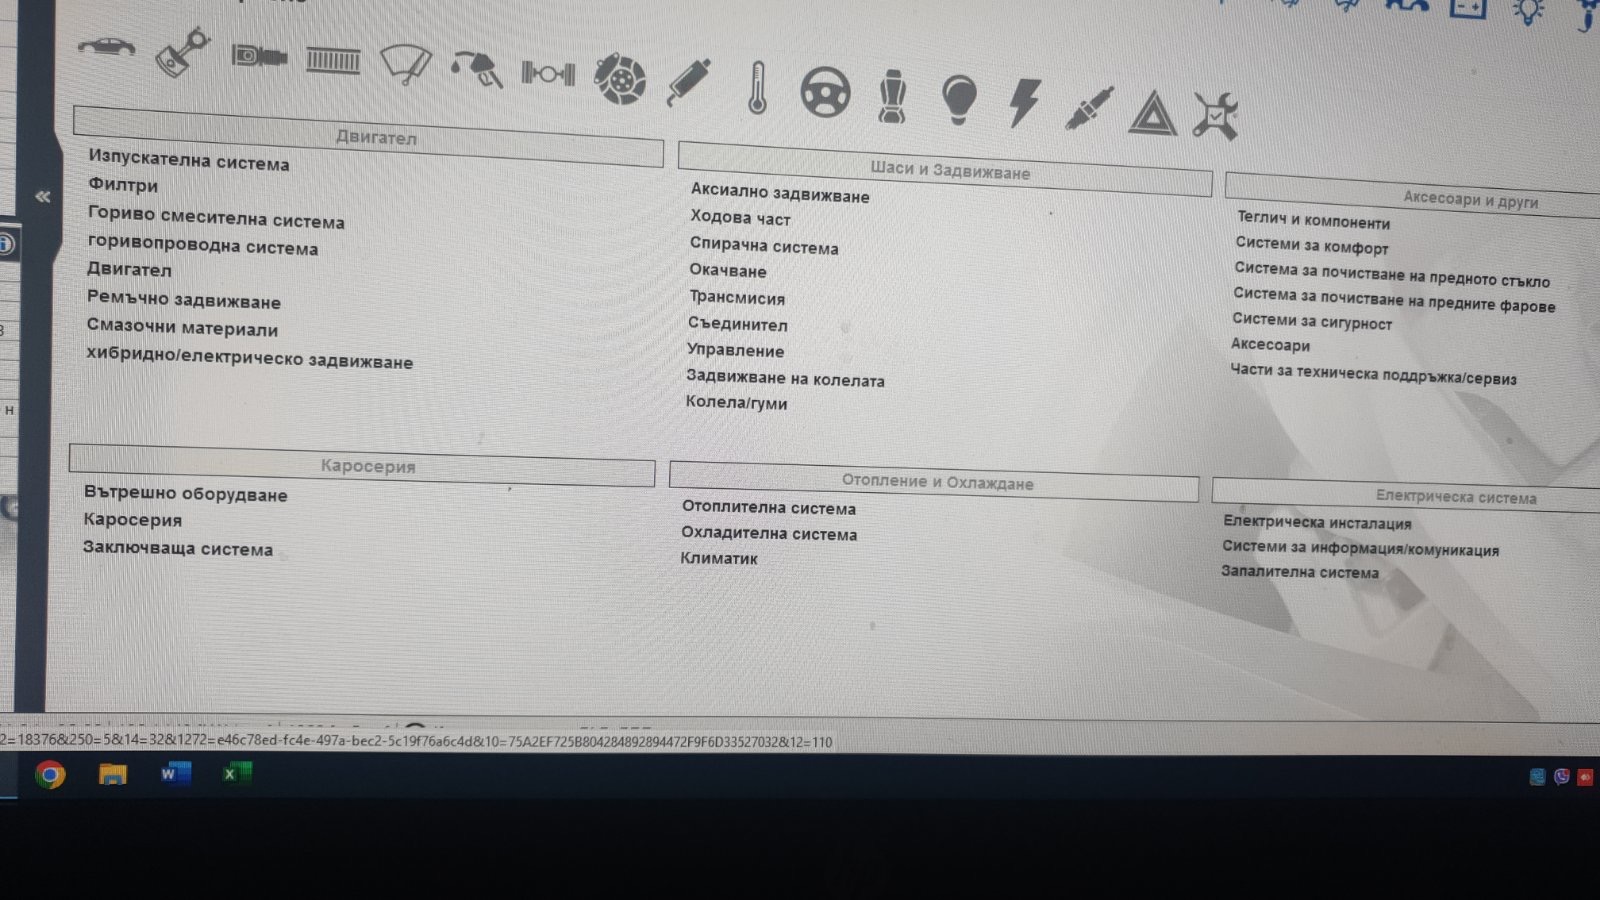 Двигател
Изпускателна система
Филтри
Гориво смесителна система
горивопроводна система
Двигател
Ремъчно задвижване
Смазочни материали
хибридно/електрическо задвижване
Шаси и Задвижване
Аксиално задвижване
Ходова част
Спирачна система
Окачване
Трансмисия
Съединител
Управление
Задвижване на колелата
Колела/гуми
Аксесоари и други
Теглич и компоненти
Системи за комфорт
Система за почистване на предното стъкло
Система за почистване на предните фарове
Системи за сигурност
Аксесоари
Части за техническа поддръжка/сервиз
Каросерия
Вътрешно оборудване
Каросерия
Заключваща система
Отопление и Охлаждане
Отоплителна система
Охладителна система
Климатик
Електрическа система
Електрическа инсталация
Системи за информация/комуникация
Запалителна система
н
2=18376&250=5&14=32&1272=e46c78ed-fc4e-497a-bec2-5c19f76a6c4d&10=75A2EF725B804284892894472F9F6D33527032&12=110